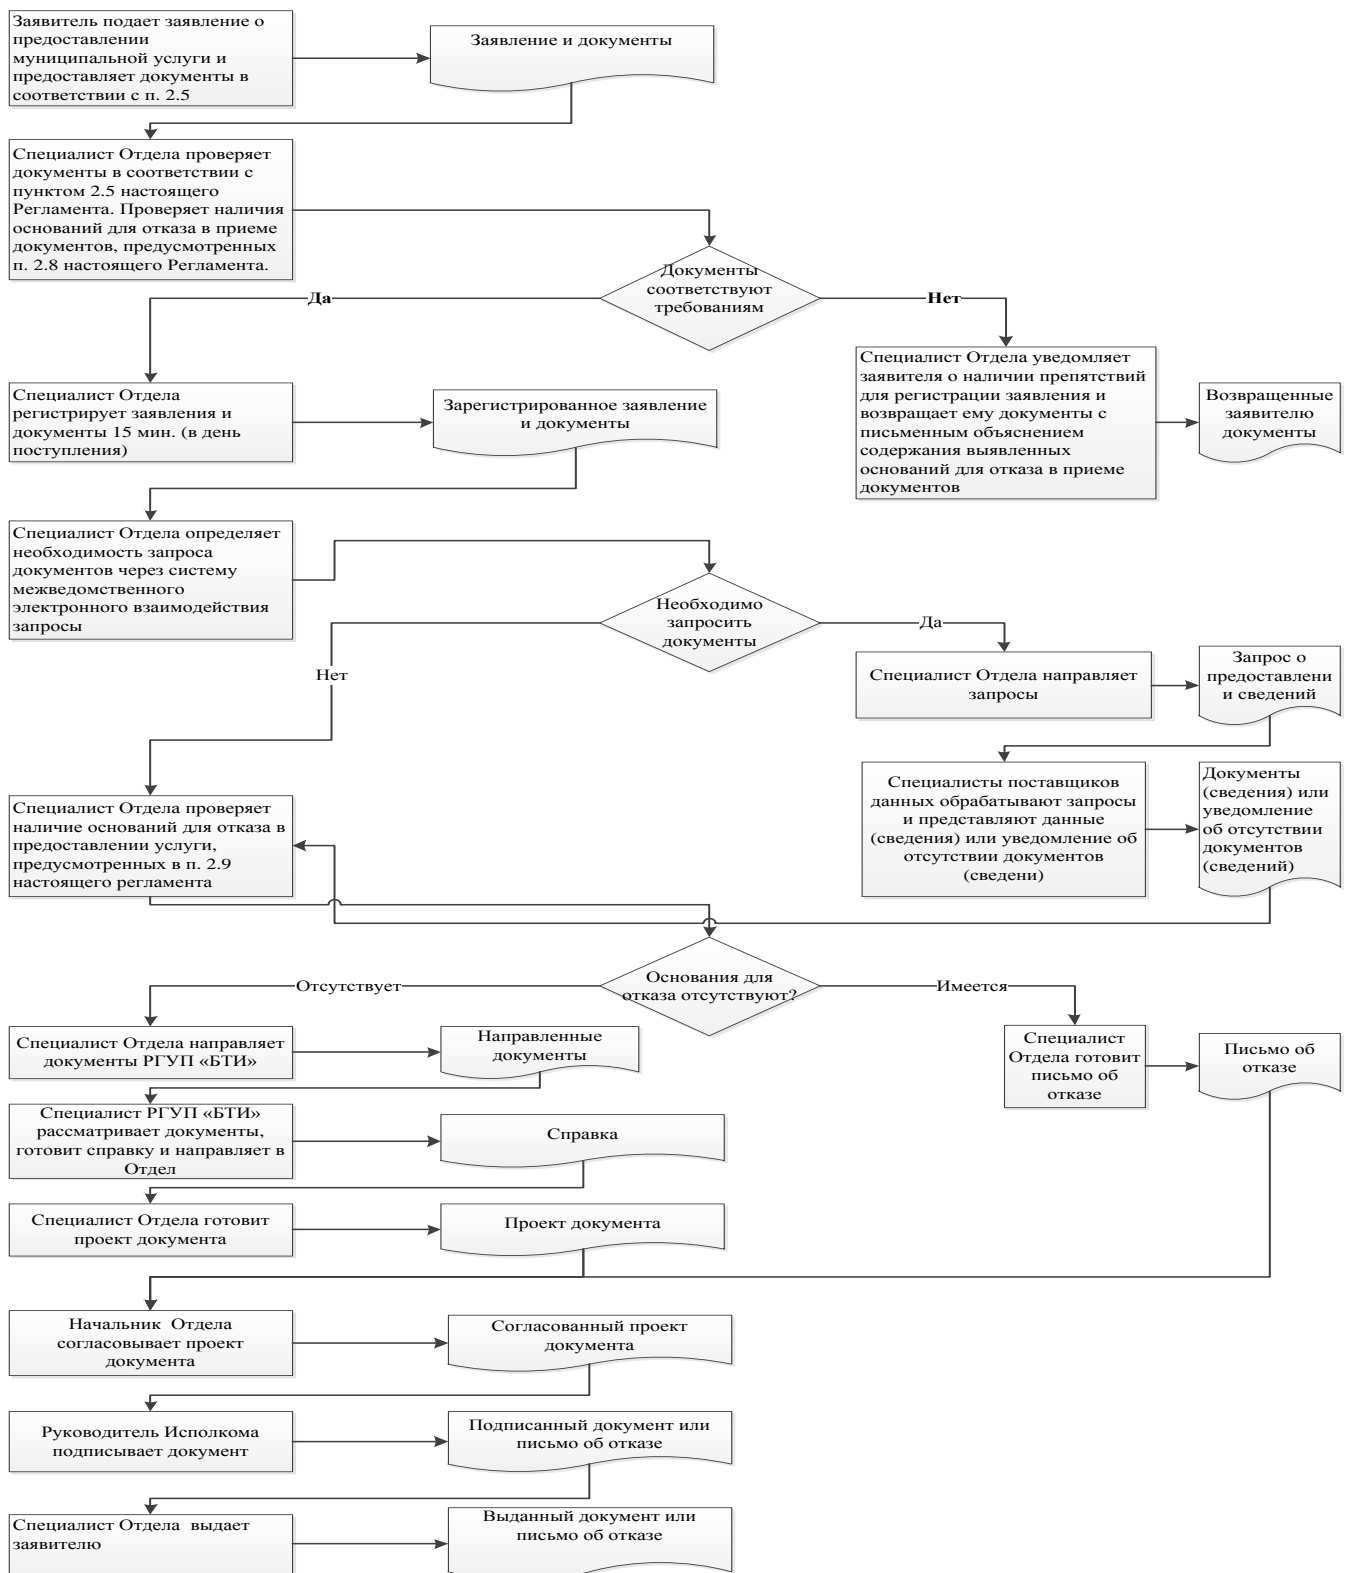 Заявитель подает заявление о
предоставлении
муниципальной услуги и
предоставляет документы в
соответствии с п. 2.5
Заявление и документы
Специалист Отдела проверяет
документы в соответствии с
пунктом 2.5 настоящего
Регламента. Проверяет наличия
оснований для отказа в приеме
документов, предусмотренных
п. 2.8 настоящего Регламента.
Документы
соответствуют
требованиям
Да
Нет
Специалист Отдела
регистрирует заявления и
документы 15 мин. (в день
поступления)
Зарегистрированное заявление
и документы
Специалист Отдела уведомляет
заявителя о наличии препятствий
для регистрации заявления и
возвращает ему документы с
письменным объяснением
содержания выявленных
оснований для отказа в приеме
документов
Возвращенные
заявителю
документы
Специалист Отдела определяет
необходимость запроса
документов через систему
межведомственного
электронного взаимодействия
запросы
Необходимо
запросить
документы
Да
Нет
Специалист Отдела направляет
запросы
Запрос о
предоставлени
и сведений
Специалисты поставщиков
данных обрабатывают запросы
и представляют данные
(сведения) или уведомление об
отсутствии документов
(сведени)
Документы
(сведения) или
уведомление
об отсутствии
документов
(сведений)
Специалист Отдела проверяет
наличие оснований для отказа в
предоставлении услуги,
предусмотренных в п. 2.9
настоящего регламента
Основания для
отказа отсутствуют?
Отсутствует
Имеется
Специалист Отдела направляет
документы РГУП «БТИ»
Направленные
документы
Специалист
Отдела готовит
письмо об
отказе
Письмо об
отказе
Специалист РГУП «БТИ»
рассматривает документы,
готовит справку и направляет в
Отдел
Справка
Специалист Отдела готовит
проект документа
Проект документа
Начальник  Отдела
согласовывает проект
документа
Согласованный проект
документа
Руководитель Исполкома
подписывает документ
Подписанный документ или
письмо об отказе
Специалист Отдела  выдает
заявителю
Выданный документ или
письмо об отказе